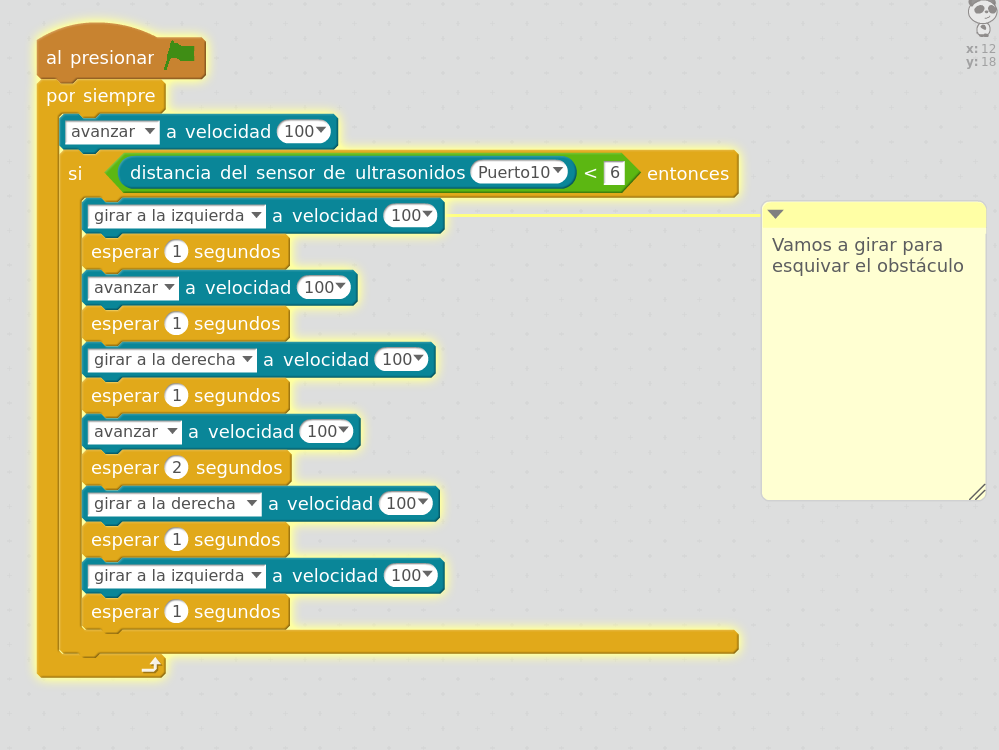 x: 12
y: 18
al presionar
por siempre
avanzar a velocidad 100
si distancia del sensor de ultrasonidos Puerto10 < 6 entonces
girar a la izquierda a velocidad 100
esperar 1 segundos
avanzar a velocidad 100
esperar 1 segundos
girar a la derecha a velocidad 100
esperar 1 segundos
avanzar a velocidad 100
esperar 2 segundos
girar a la derecha a velocidad 100
esperar 1 segundos
girar a la izquierda a velocidad 100
esperar 1 segundos
Vamos a girar para
esquivar el obstáculo